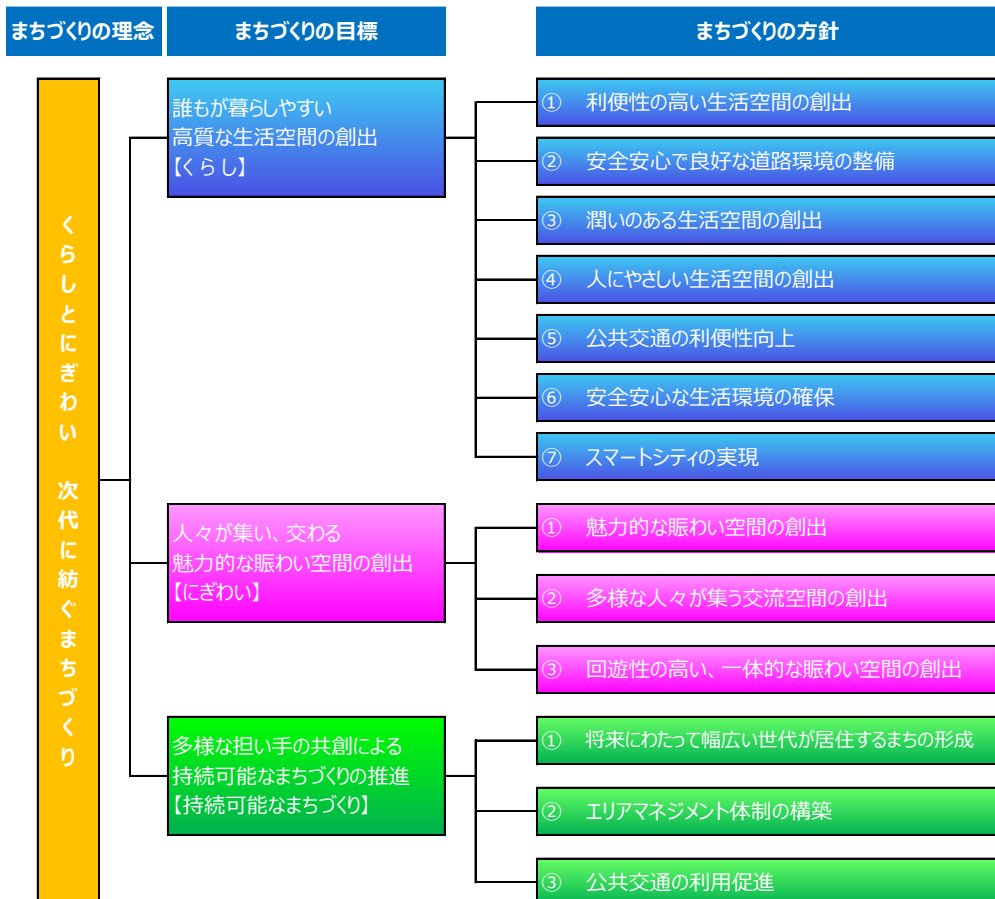 まちづくりの理念
まちづくりの目標
まちづくりの方針
くらしとにぎわい　次代に紡ぐまちづくり
誰もが暮らしやすい
高質な生活空間の創出
【くらし】
①　利便性の高い生活空間の創出
②　安全安心で良好な道路環境の整備
③　潤いのある生活空間の創出
④　人にやさしい生活空間の創出
⑤　公共交通の利便性向上
⑥　安全安心な生活環境の確保
⑦　スマートシティの実現
人々が集い、交わる
魅力的な賑わい空間の創出
【にぎわい】
①　魅力的な賑わい空間の創出
②　多様な人々が集う交流空間の創出
③　回遊性の高い、一体的な賑わい空間の創出
多様な担い手の共創による
持続可能なまちづくりの推進
【持続可能なまちづくり】
①　将来にわたって幅広い世代が居住するまちの形成
②　エリアマネジメント体制の構築
③　公共交通の利用促進